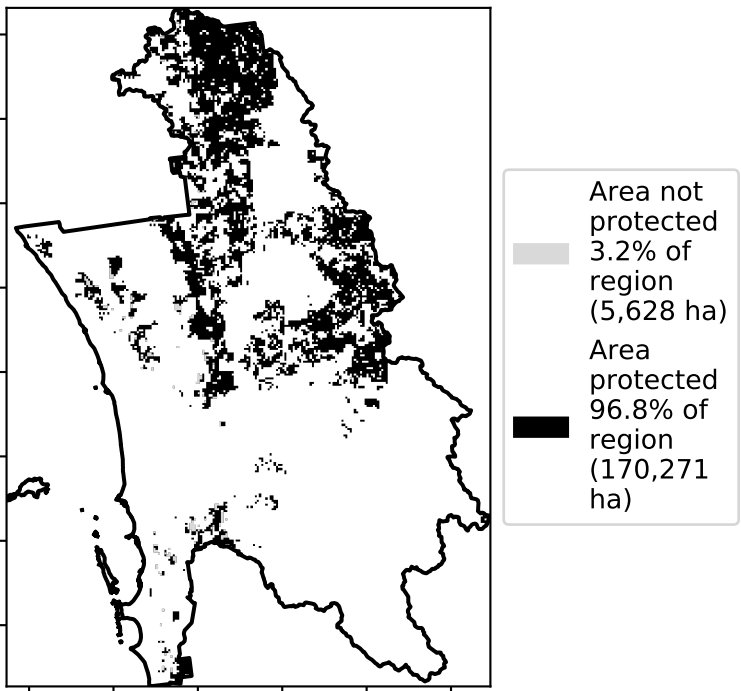 Area not
protected
3.2% of
region
(5,628 ha)
Area
protected
96.8% of
region
(170,271
ha)